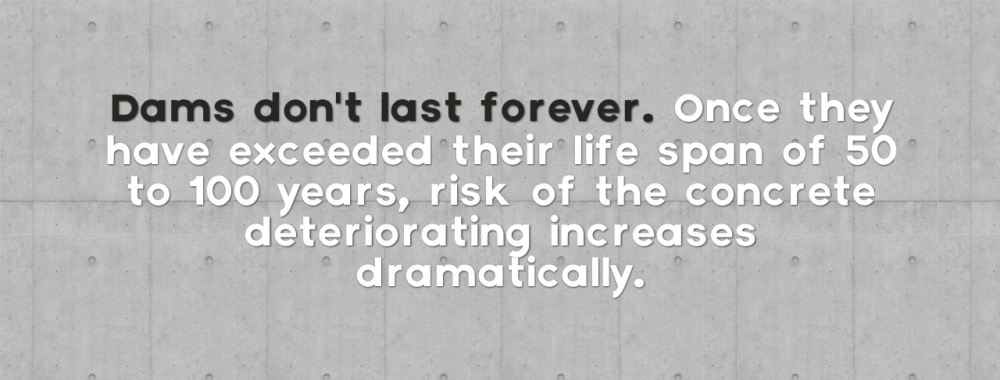 Dams don't last forever. Once they
have exceeded their life span of 50
to 100 years, risk of the concrete
deteriorating increases
dramatically.